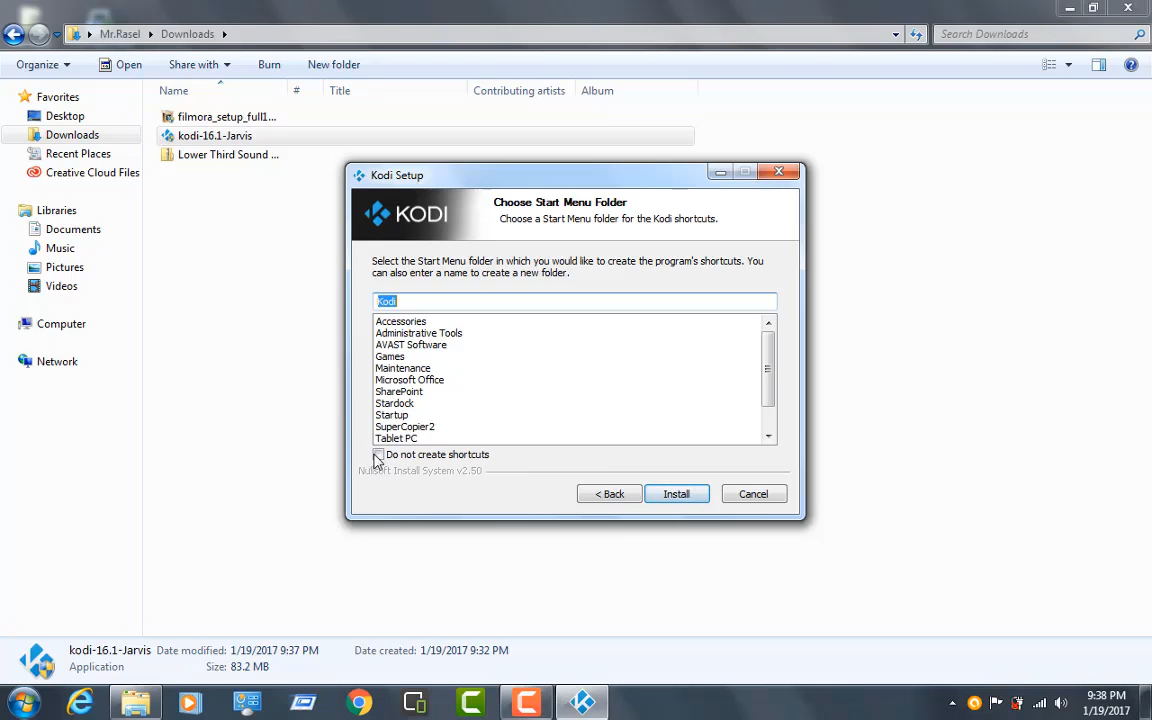 Mr.Rasel Downloads
Search Downloads
Organize Open Share with Burn New folder
Favorites
Desktop
Downloads
Recent Places
Creative Cloud Files
Libraries
Documents
Music
Pictures
Videos
Computer
Network
Name # Title Contributing artists Album
filmora_setup_full1...
kodi-16.1-Jarvis
Lower Third Sound ...
Kodi Setup
KODI
Choose Start Menu Folder
Choose a Start Menu folder for the Kodi shortcuts.
Select the Start Menu folder in which you would like to create the program's shortcuts. You
can also enter a name to create a new folder.
Kodi
Accessories
Administrative Tools
AVAST Software
Games
Maintenance
Microsoft Office
SharePoint
Stardock
Startup
SuperCopier2
Tablet PC
Do not create shortcuts
Nullsoft Install System v2.50
< Back Install Cancel
kodi-16.1-Jarvis Date modified: 1/19/2017 9:37 PM Date created: 1/19/2017 9:32 PM
Application Size: 83.2 MB
9:38 PM
1/19/2017